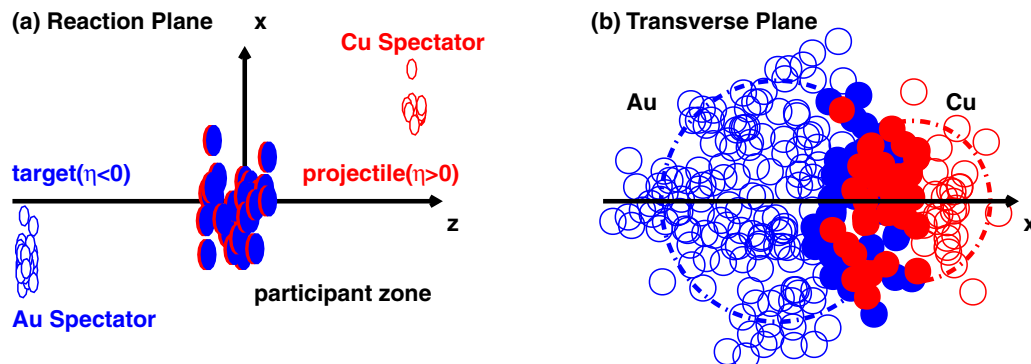 (a) Reaction Plane
x
Cu Spectator
target(η<0)
projectile(η>0)
z
participant zone
Au Spectator
(b) Transverse Plane
Au
Cu
x